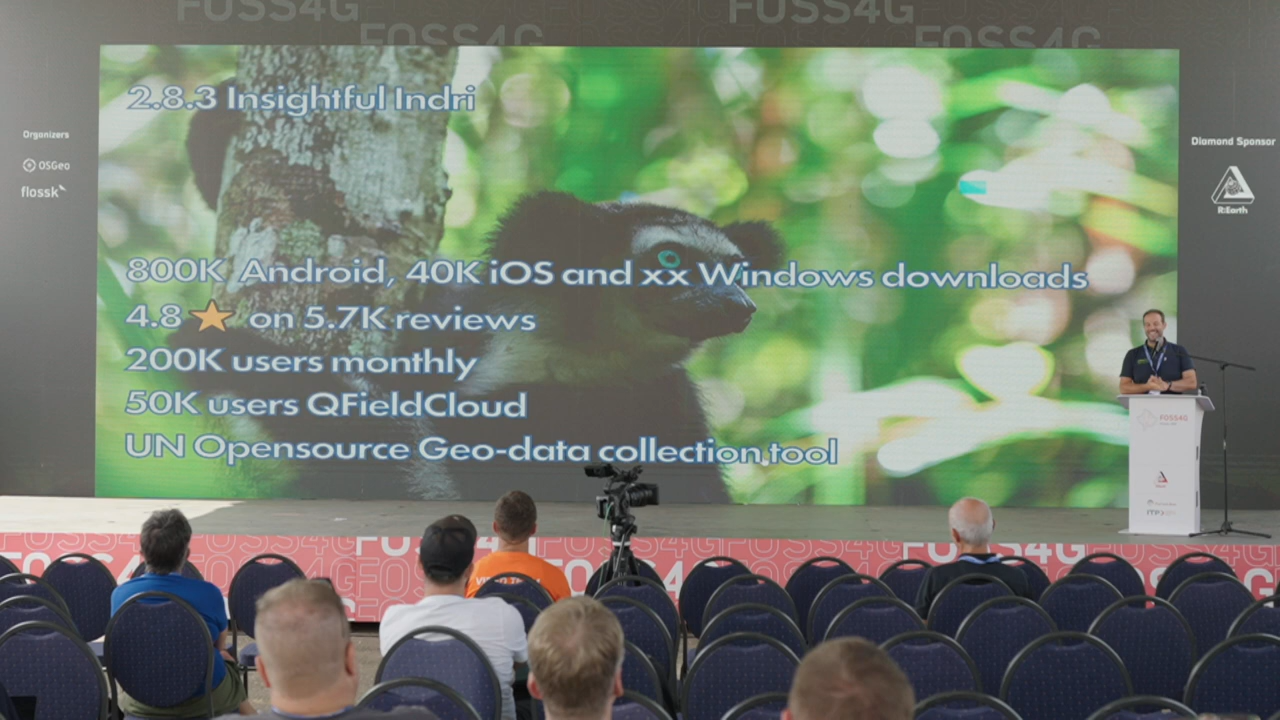 FOSS4G FOSS4G
FOSS4G FOSS4G
2.8.3 Insightful Indri
800K Android, 40K iOS and xx Windows downloads
4.8 ⭐ on 5.7K reviews
200K users monthly
50K users QFieldCloud
UN Opensource Geo-data collection tool
Organizers
OSGeo
flossk
Diamond Sponsor
R:Earth
FOSS4G